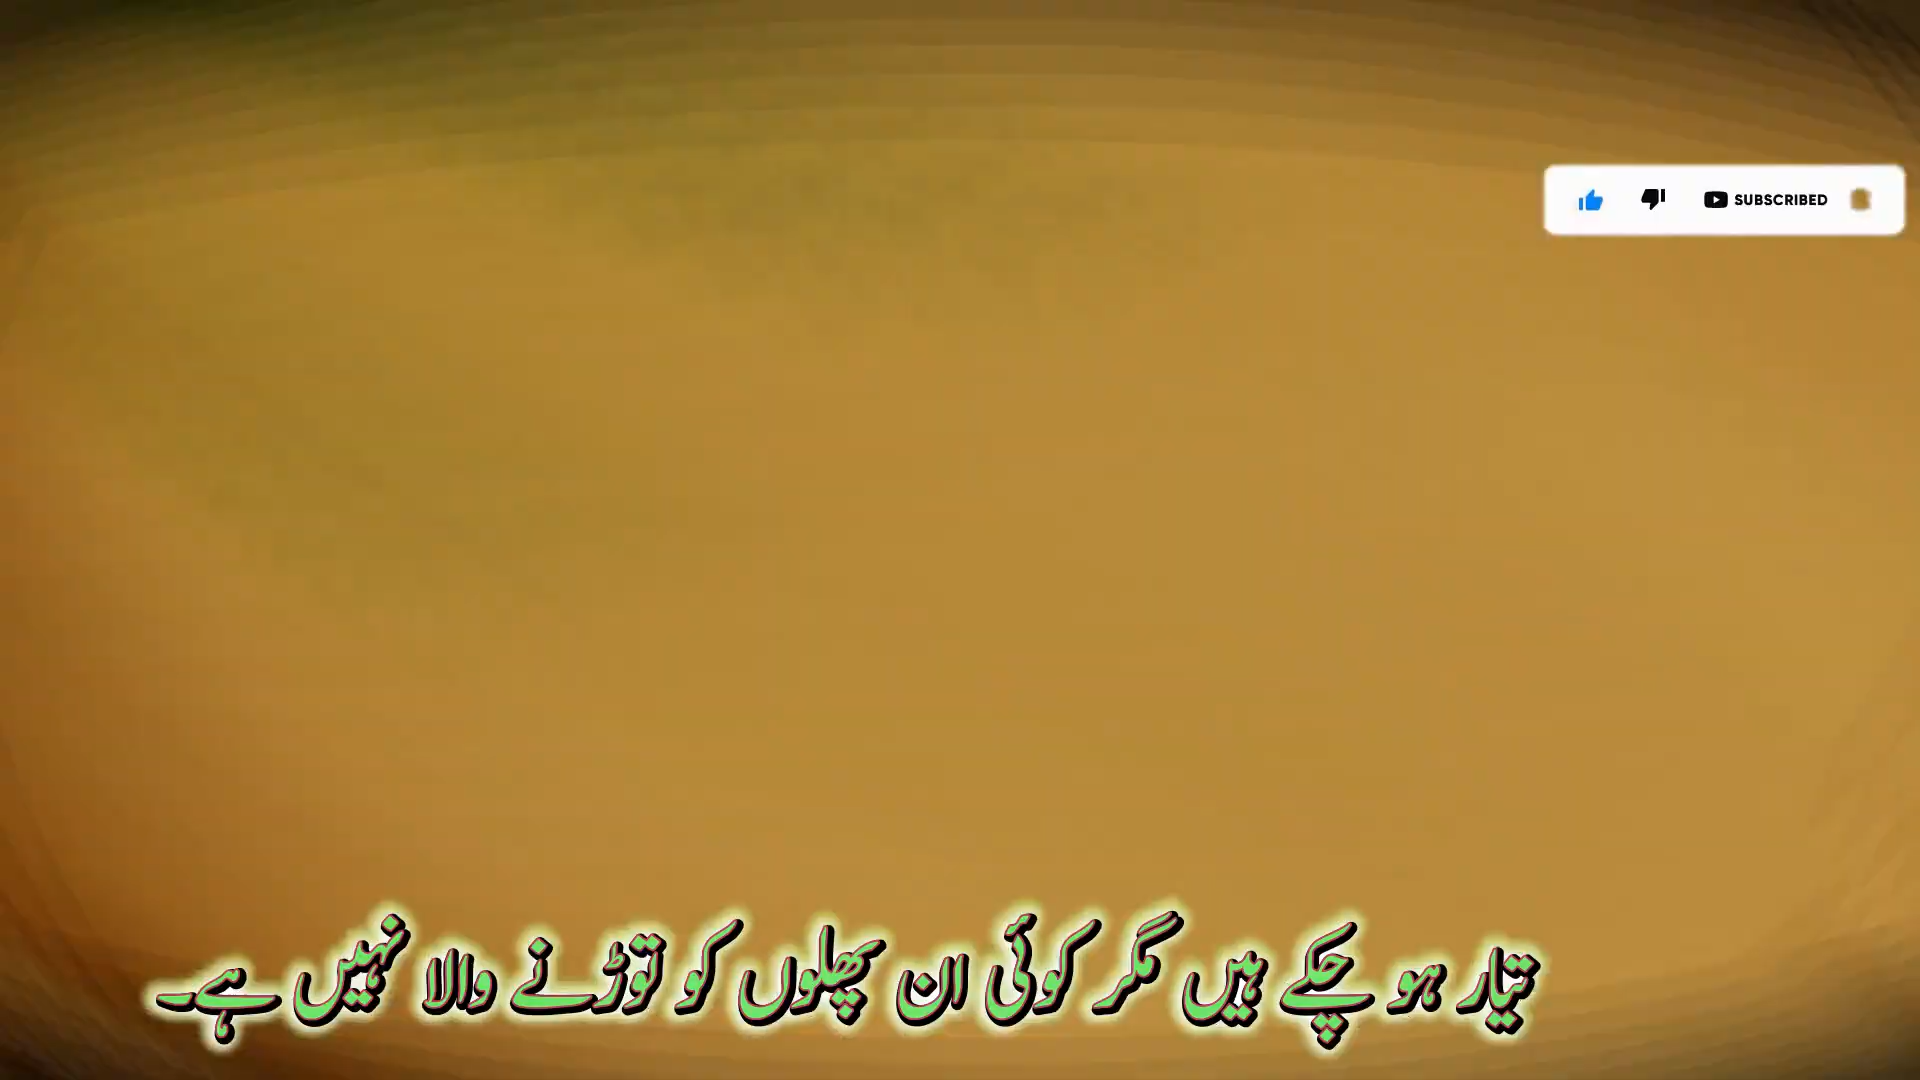 SUBSCRIBED
تیار ہو چکے ہیں مگر کوئی ان پھلوں کو توڑنے والا نہیں ہے۔